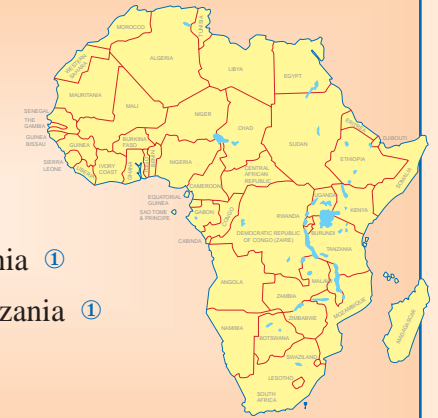 MOROCCO
TUNISIA
ALGERIA
WESTERN
SAHARA
LIBYA
EGYPT
MAURITANIA
MALI
NIGER
CHAD
SUDAN
ERITREA
DJIBOUTI
SENEGAL
THE
GAMBIA
GUINEA
BISSAU
GUINEA
SIERRA
LEONE
LIBERIA
IVORY
COAST
BURKINA
FASO
GHANA
TOGO
BENIN
NIGERIA
CAMEROON
CENTRAL
AFRICAN
REPUBLIC
ETHIOPIA
SOMALIA
EQUATORIAL
GUINEA
SAO TOME
& PRINCIPE
GABON
CONGO
CABINDA
UGANDA
KENYA
RWANDA
BURUNDI
DEMOCRATIC REPUBLIC
OF CONGO (ZAIRE)
TANZANIA
nia ①
zania ①
ANGOLA
ZAMBIA
MALAWI
MOZAMBIQUE
ZIMBABWE
NAMIBIA
BOTSWANA
MADAGASCAR
SWAZILAND
LESOTHO
SOUTH
AFRICA